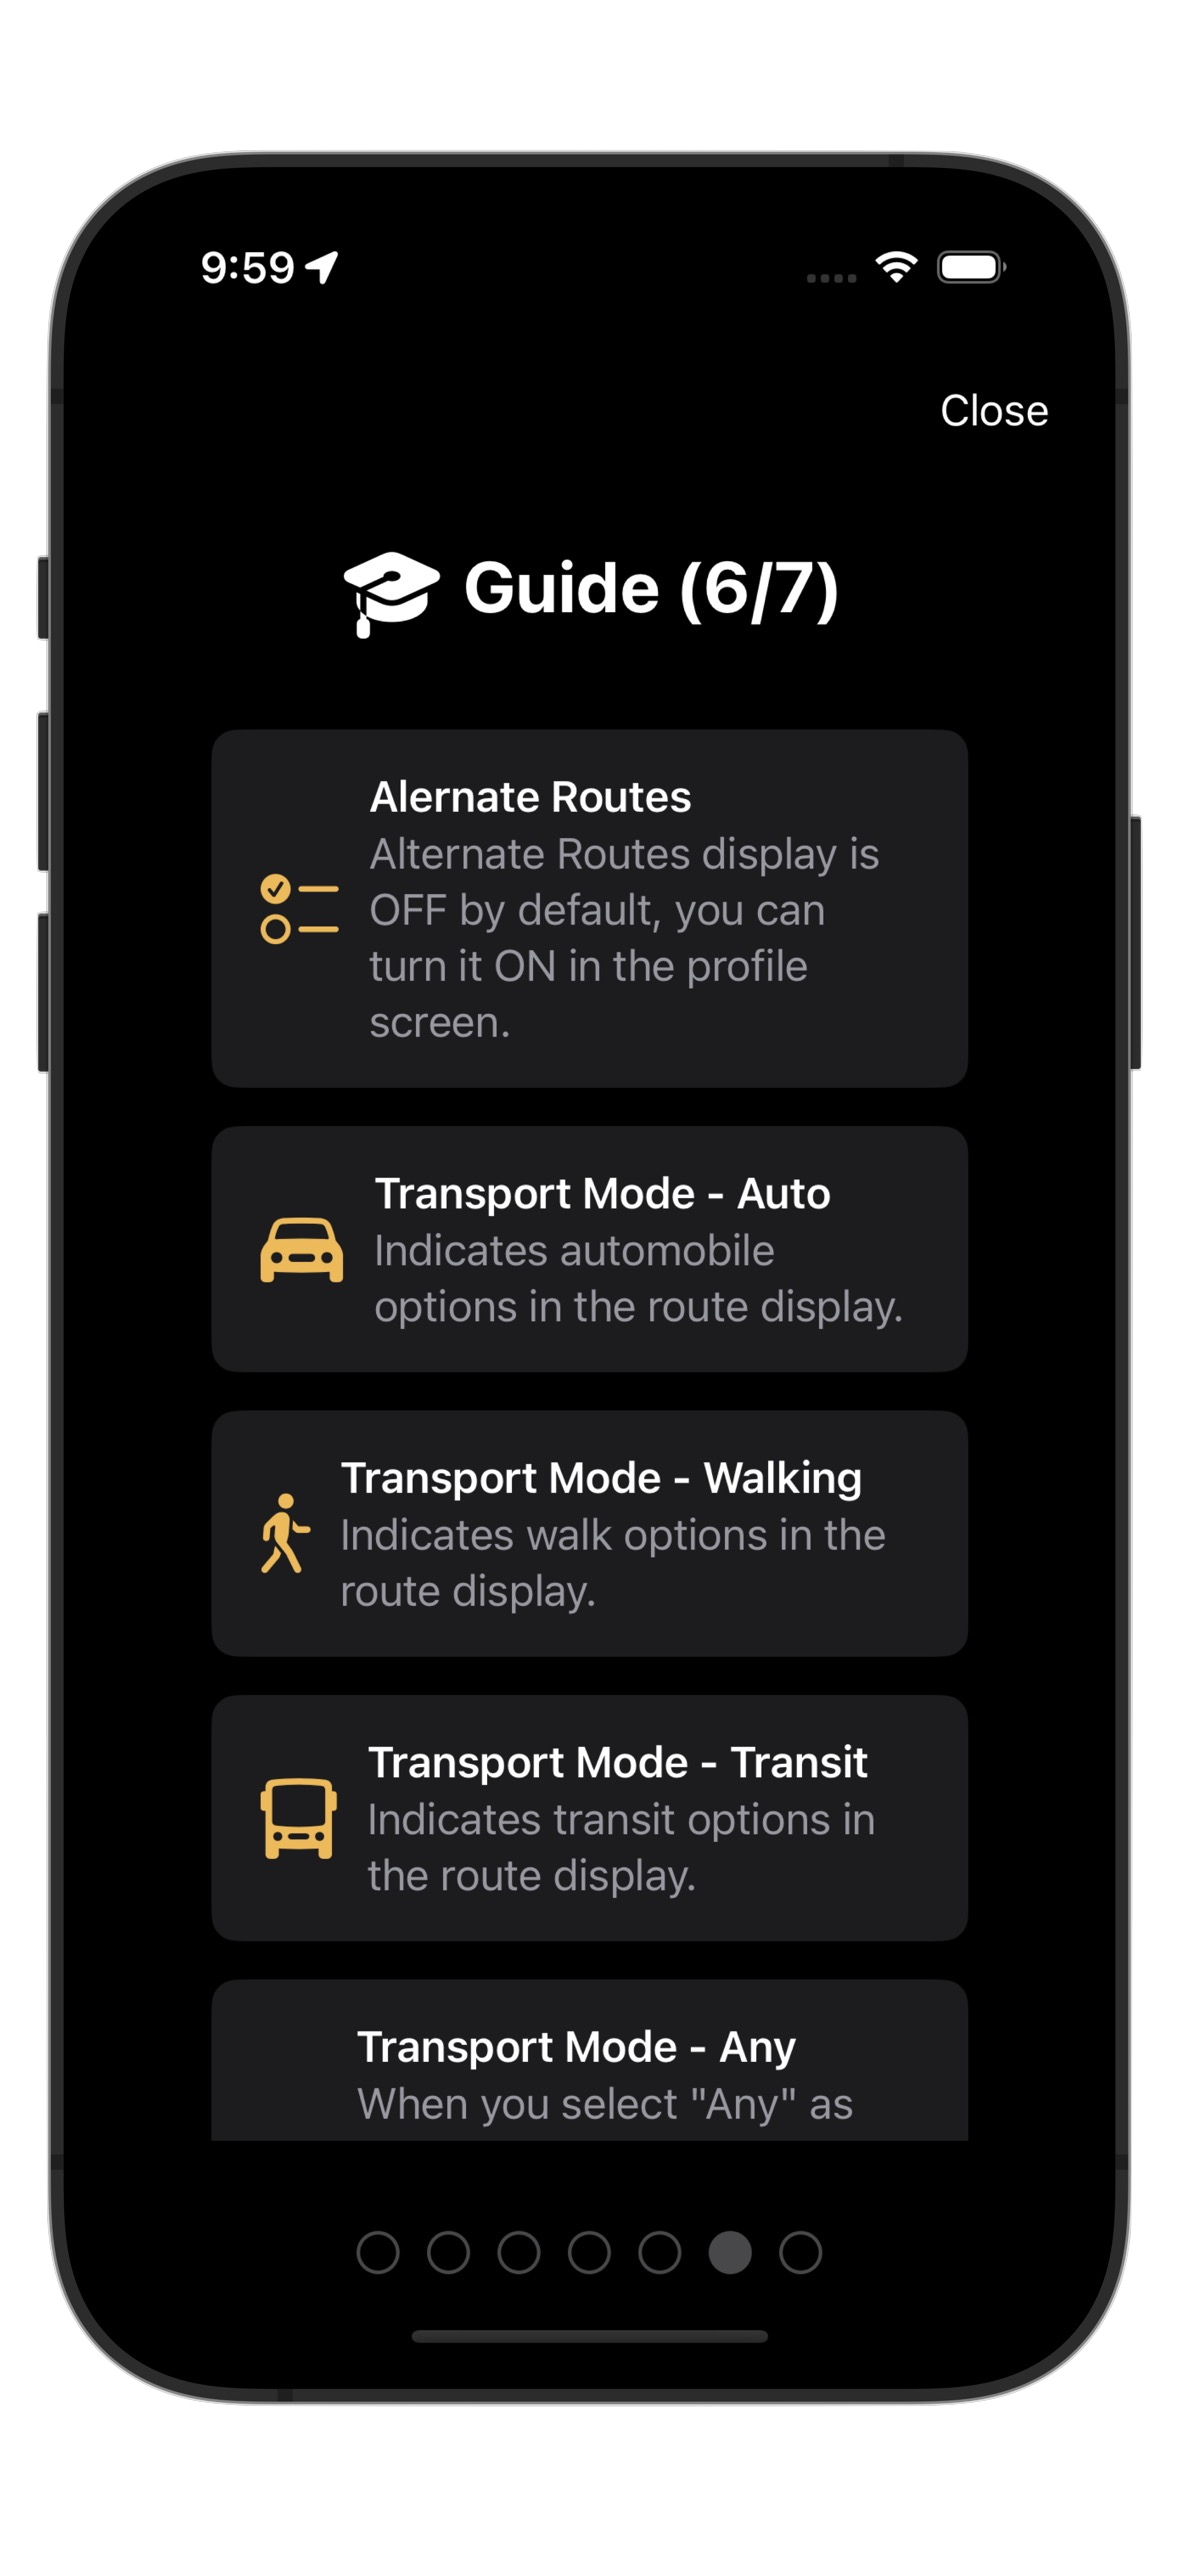 9:59
Close
Guide (6/7)
Alernate Routes
Alternate Routes display is
OFF by default, you can
turn it ON in the profile
screen.
Transport Mode - Auto
Indicates automobile
options in the route display.
Transport Mode - Walking
Indicates walk options in the
route display.
Transport Mode - Transit
Indicates transit options in
the route display.
Transport Mode - Any
When you select "Any" as